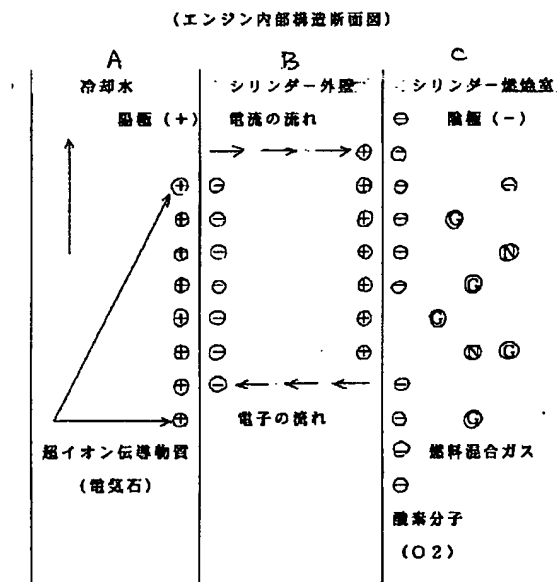 (エンジン内部構造断面図)
A B C
冷却水 シリンダー外殻 シリンダー燃焼室
陽極(+) 電流の流れ ⊖ 陰極(−)
⊕ ⊖
⊕ ⊖ ⊕ ⊖ ⊖
⊕ ⊖ ⊕ ⊖ G
⊕ ⊖ ⊕ ⊖ N
⊕ ⊖ ⊕ ⊖ G
⊕ ⊖ ⊕ G
⊕ ⊖ ⊕ N G
⊕ ⊖ ⊖
電子の流れ
⊕ ⊖ G
超イオン伝導物質 ⊖ 燃料混合ガス
(電気石) ⊖
酸素分子
(O2)